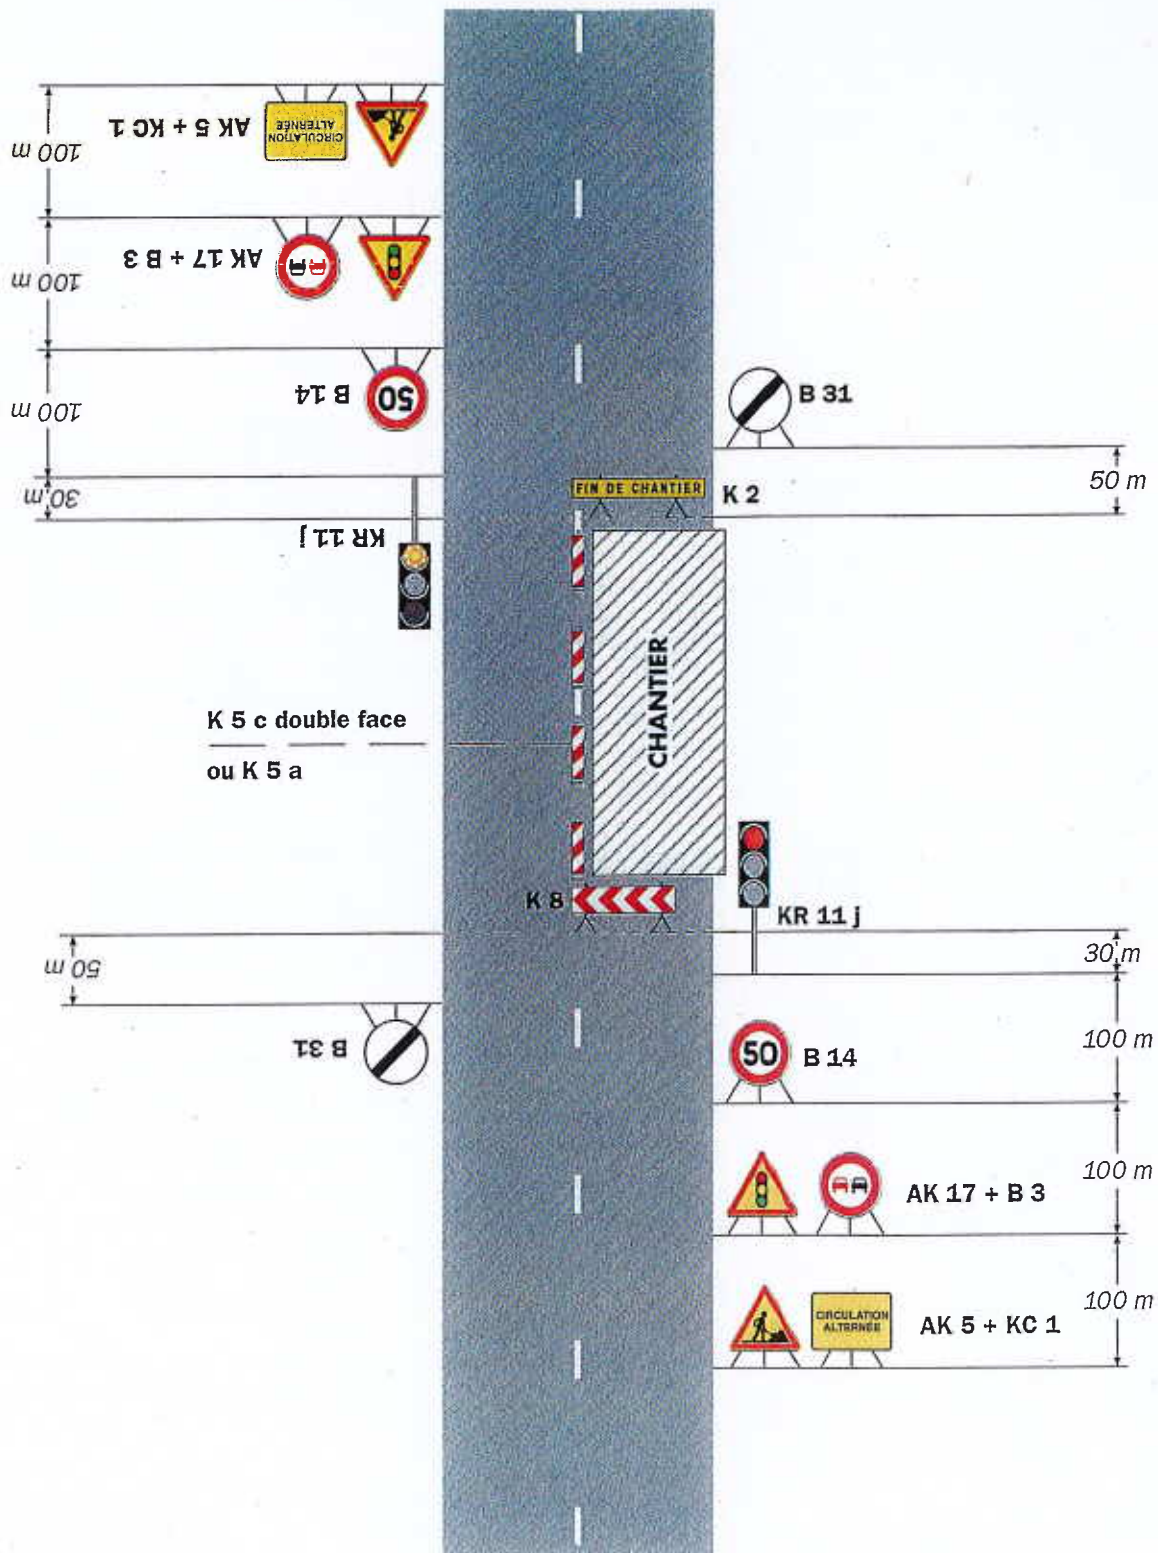 AK 5 + KC 1
CIRCULATION
ALTERNÉE
100 m
AK 17 + B 3
100 m
B 14
50
100 m
B 31
50 m
FIN DE CHANTIER
K 2
30 m
KR 11 j
CHANTIER
K 5 c double face
ou K 5 a
K 8
KR 11 j
30 m
50 m
B 31
50
B 14
100 m
AK 17 + B 3
100 m
CIRCULATION
ALTERNÉE
AK 5 + KC 1
100 m